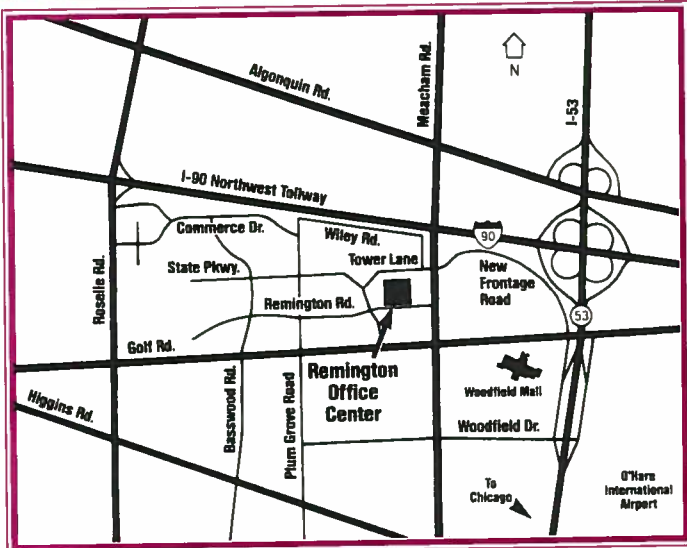 Algonquin Rd.
Meacham Rd.
N
I-53
I-90 Northwest Tollway
Commerce Dr.
Wiley Rd.
90
Tower Lane
State Pkwy.
New
Frontage
Road
Roselle Rd.
Remington Rd.
53
Golf Rd.
Remington
Office
Center
Woodfield Mall
Higgins Rd.
Basswood Rd.
Plum Grove Road
Woodfield Dr.
To
Chicago
O'Hare
International
Airport